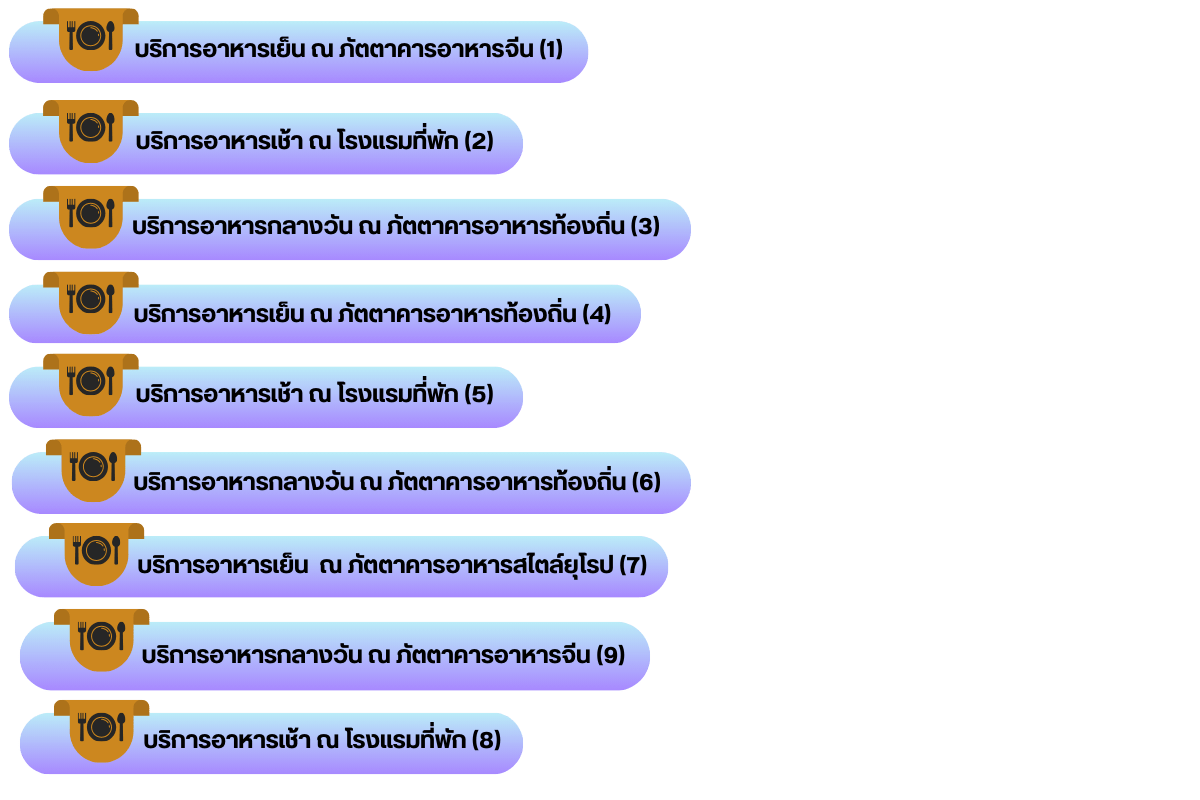 บริการอาหารเย็น ณ ภัตตาคารอาหารจีน (1)
บริการอาหารเช้า ณ โรงแรมที่พัก (2)
บริการอาหารกลางวัน ณ ภัตตาคารอาหารท้องถิ่น (3)
บริการอาหารเย็น ณ ภัตตาคารอาหารท้องถิ่น (4)
บริการอาหารเช้า ณ โรงแรมที่พัก (5)
บริการอาหารกลางวัน ณ ภัตตาคารอาหารท้องถิ่น (6)
บริการอาหารเย็น ณ ภัตตาคารอาหารสไตล์ยุโรป (7)
บริการอาหารกลางวัน ณ ภัตตาคารอาหารจีน (9)
บริการอาหารเช้า ณ โรงแรมที่พัก (8)